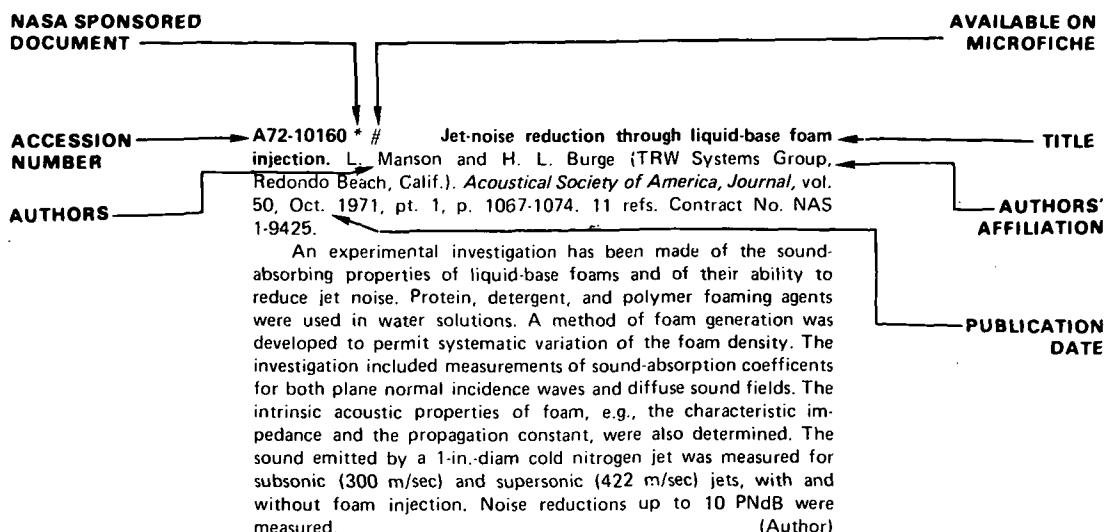 NASA SPONSORED
DOCUMENT
AVAILABLE ON
MICROFICHE
ACCESSION
NUMBER
A72-10160 * # Jet-noise reduction through liquid-base foam
TITLE
injection. L. Manson and H. L. Burge (TRW Systems Group,
Redondo Beach, Calif.). Acoustical Society of America, Journal, vol.
AUTHORS
50, Oct. 1971, pt. 1, p. 1067-1074. 11 refs. Contract No. NAS
1-9425.
AUTHORS'
AFFILIATION
An experimental investigation has been made of the sound-
absorbing properties of liquid-base foams and of their ability to
reduce jet noise. Protein, detergent, and polymer foaming agents
were used in water solutions. A method of foam generation was
developed to permit systematic variation of the foam density. The
PUBLICATION
DATE
investigation included measurements of sound-absorption coefficents
for both plane normal incidence waves and diffuse sound fields. The
intrinsic acoustic properties of foam, e.g., the characteristic im-
pedance and the propagation constant, were also determined. The
sound emitted by a 1-in.-diam cold nitrogen jet was measured for
subsonic (300 m/sec) and supersonic (422 m/sec) jets, with and
without foam injection. Noise reductions up to 10 PNdB were
measured. (Author)